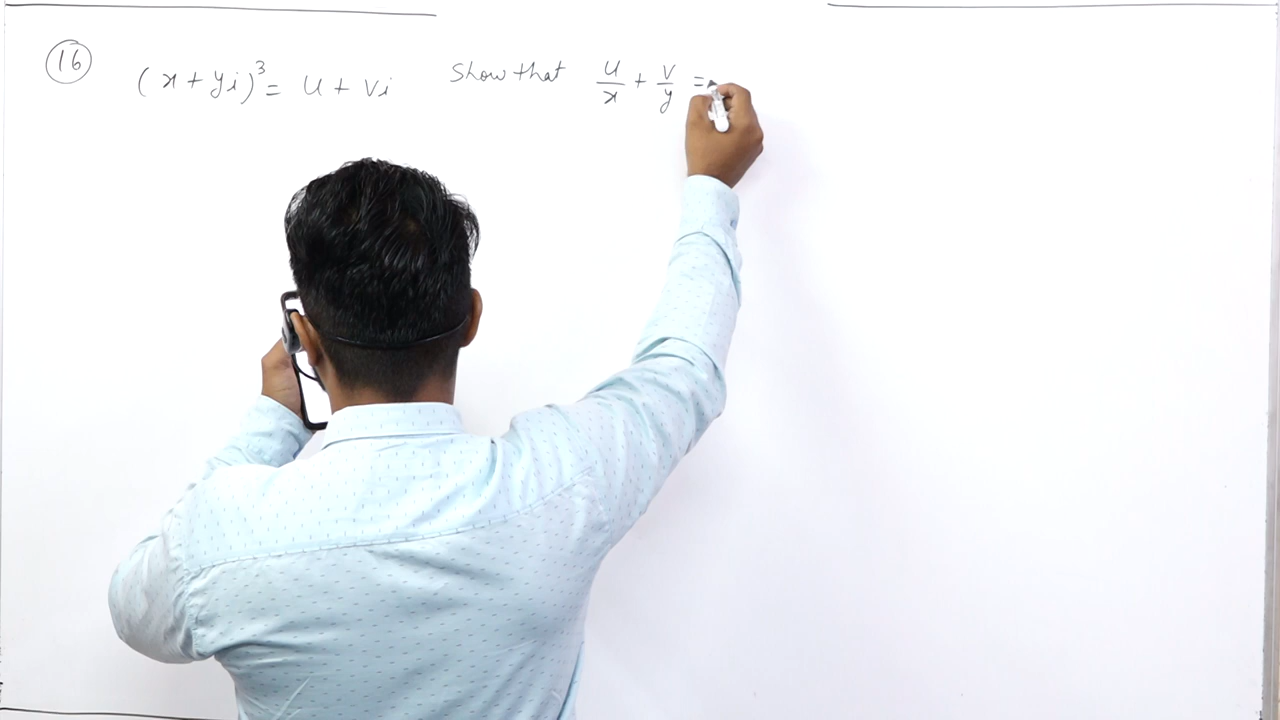 (16) (x + yi)³ = u + vi Show that u/x + v/y =